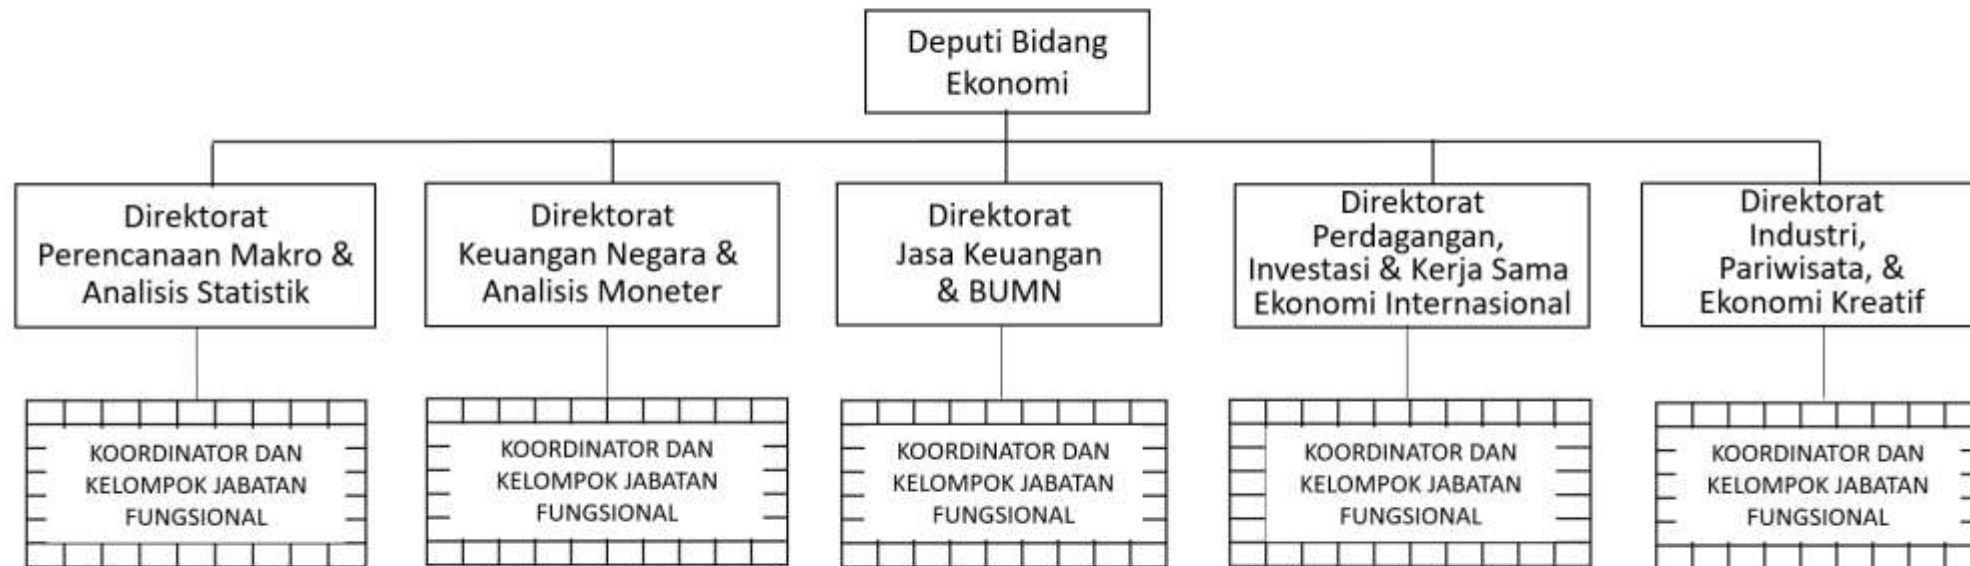 Deputi Bidang
Ekonomi
Direktorat
Perencanaan Makro &
Analisis Statistik
Direktorat
Keuangan Negara &
Analisis Moneter
Direktorat
Jasa Keuangan
& BUMN
Direktorat
Perdagangan,
Investasi & Kerja Sama
Ekonomi Internasional
Direktorat
Industri,
Pariwisata, &
Ekonomi Kreatif
KOORDINATOR DAN
KELOMPOK JABATAN
FUNGSIONAL
KOORDINATOR DAN
KELOMPOK JABATAN
FUNGSIONAL
KOORDINATOR DAN
KELOMPOK JABATAN
FUNGSIONAL
KOORDINATOR DAN
KELOMPOK JABATAN
FUNGSIONAL
KOORDINATOR DAN
KELOMPOK JABATAN
FUNGSIONAL